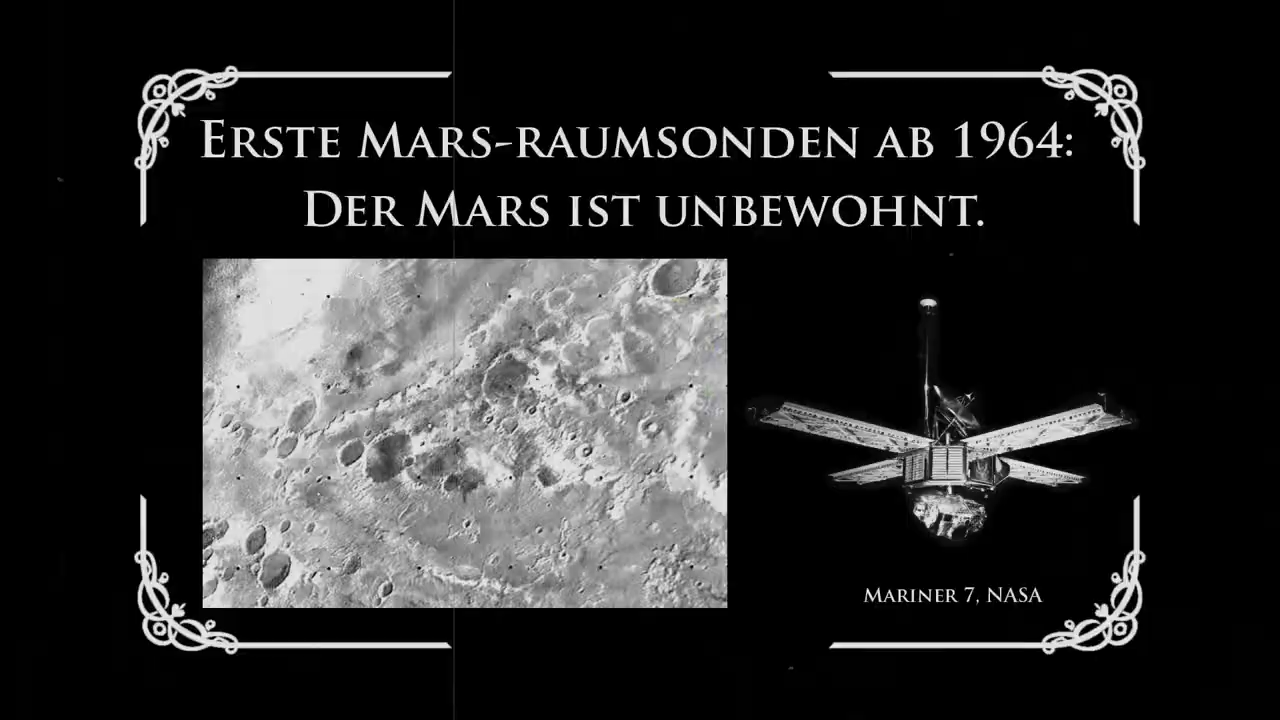 Erste Mars-raumsonden ab 1964:
Der Mars ist unbewohnt.
Mariner 7, NASA